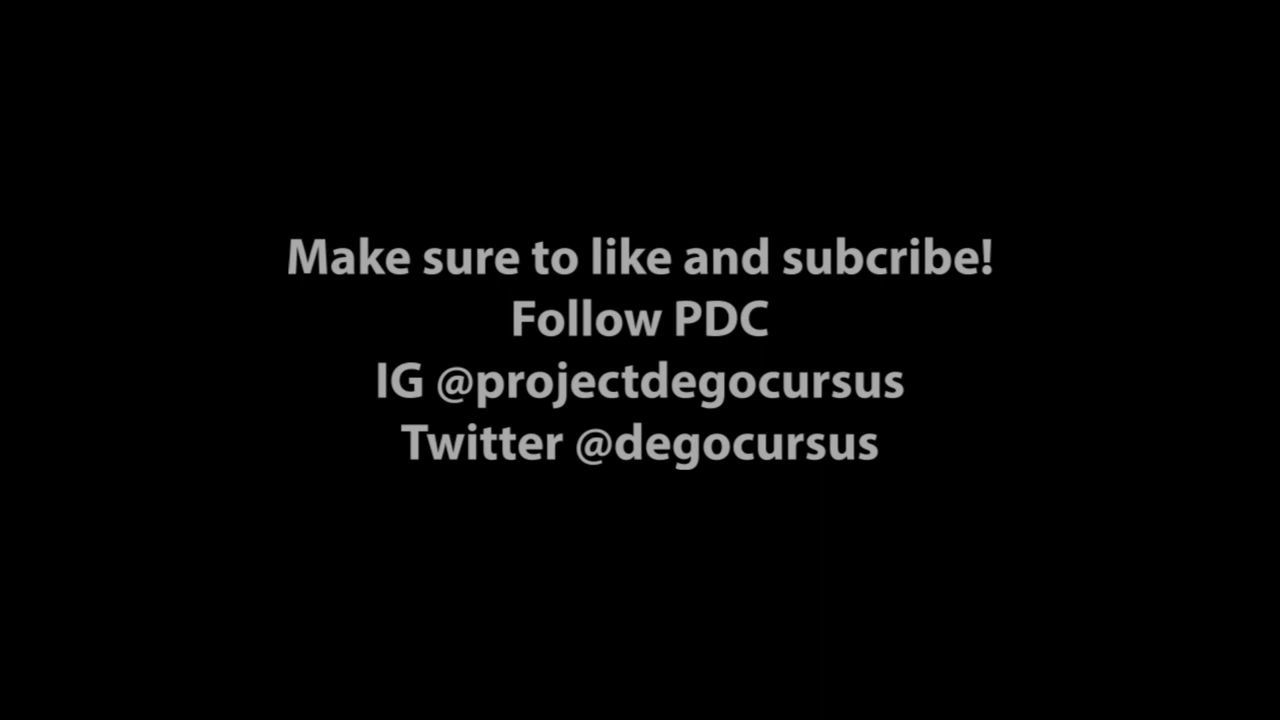 Make sure to like and subcribe!
Follow PDC
IG @projectdegocursus
Twitter @degocursus